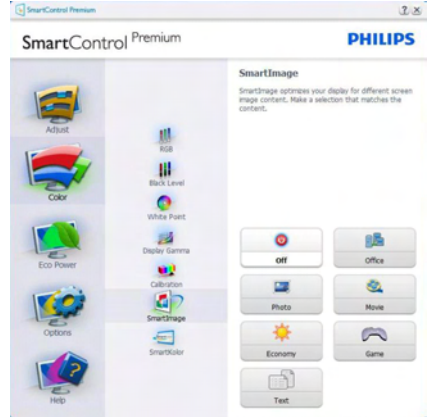 SmartControl Premium
SmartControl Premium
PHILIPS
Adjust
Color
Eco Power
Options
Help
RGB
Black Level
White Point
Display Gamma
Calibration
SmartImage
SmartKolor
SmartImage
SmartImage optimizes your display for different screen
image content. Make a selection that matches the
content.
Off
Office
Photo
Movie
Economy
Game
Text